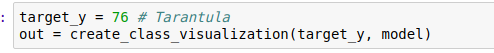 :
target_y = 76 # Tarantula
out = create_class_visualization(target_y, model)